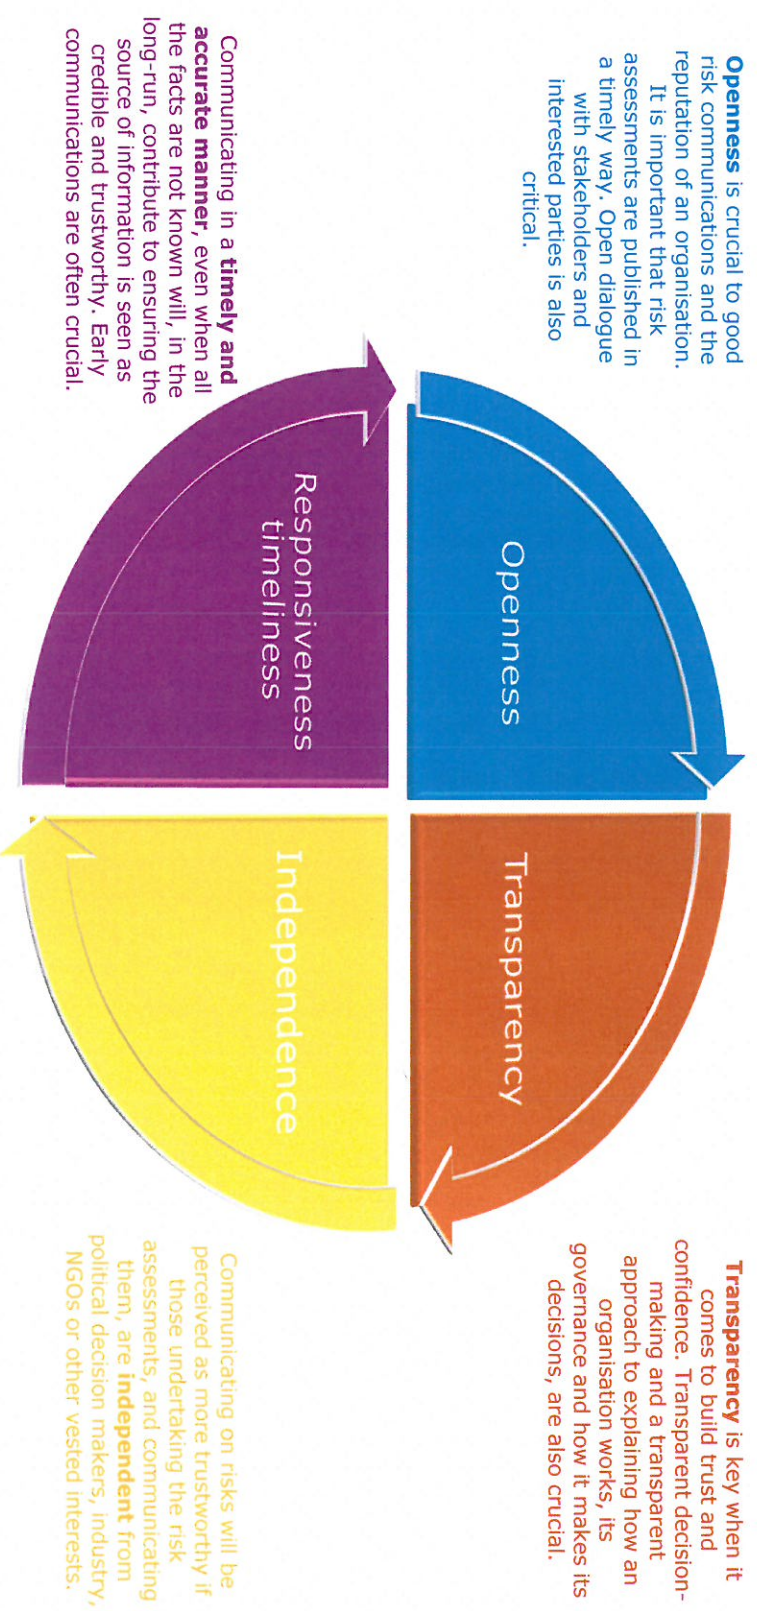 Openness is crucial to good
risk communications and the
reputation of an organisation.
It is important that risk
assessments are published in
a timely way. Open dialogue
with stakeholders and
interested parties is also
critical.
Transparency is key when it
comes to build trust and
confidence. Transparent decision-
making and a transparent
approach to explaining how an
organisation works, its
governance and how it makes its
decisions, are also crucial.
Openness
Transparency
Responsiveness
timeliness
Independence
Communicating in a timely and
accurate manner, even when all
the facts are not known will, in the
long-run, contribute to ensuring the
source of information is seen as
credible and trustworthy. Early
communications are often crucial.
Communicating on risks will be
perceived as more trustworthy if
those undertaking the risk
assessments, and communicating
them, are independent from
political decision makers, industry,
NGOs or other vested interests.